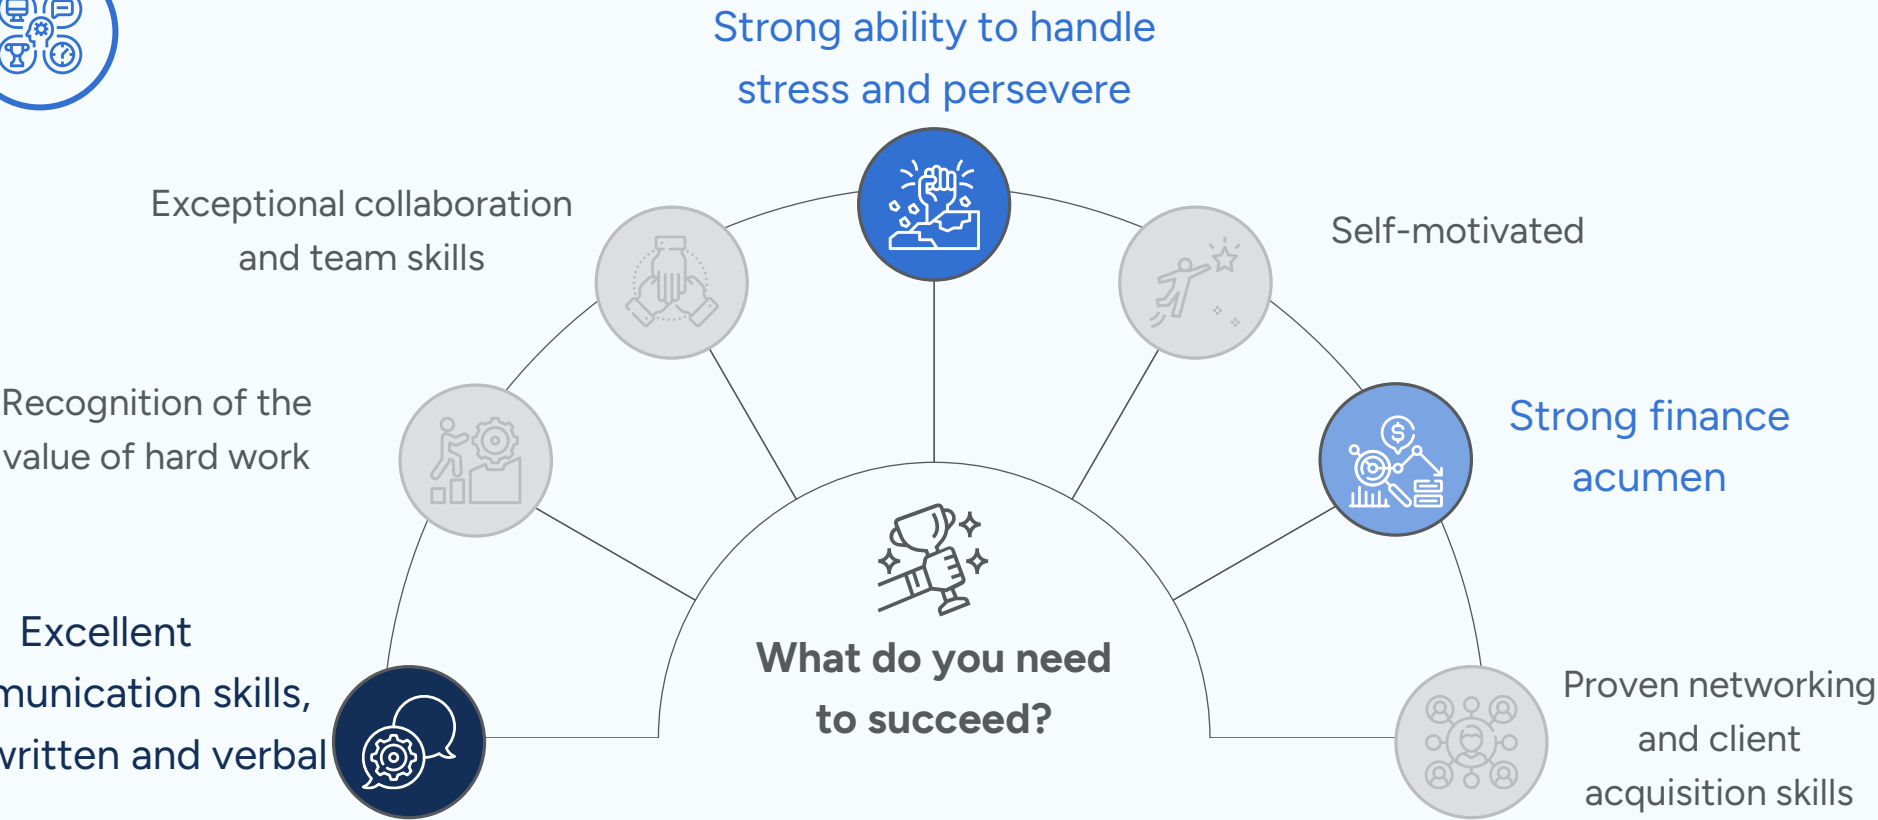 Strong ability to handle
stress and persevere
Exceptional collaboration
and team skills
Self-motivated
Recognition of the
value of hard work
Strong finance
acumen
Excellent
munication skills,
written and verbal
What do you need
to succeed?
Proven networking
and client
acquisition skills